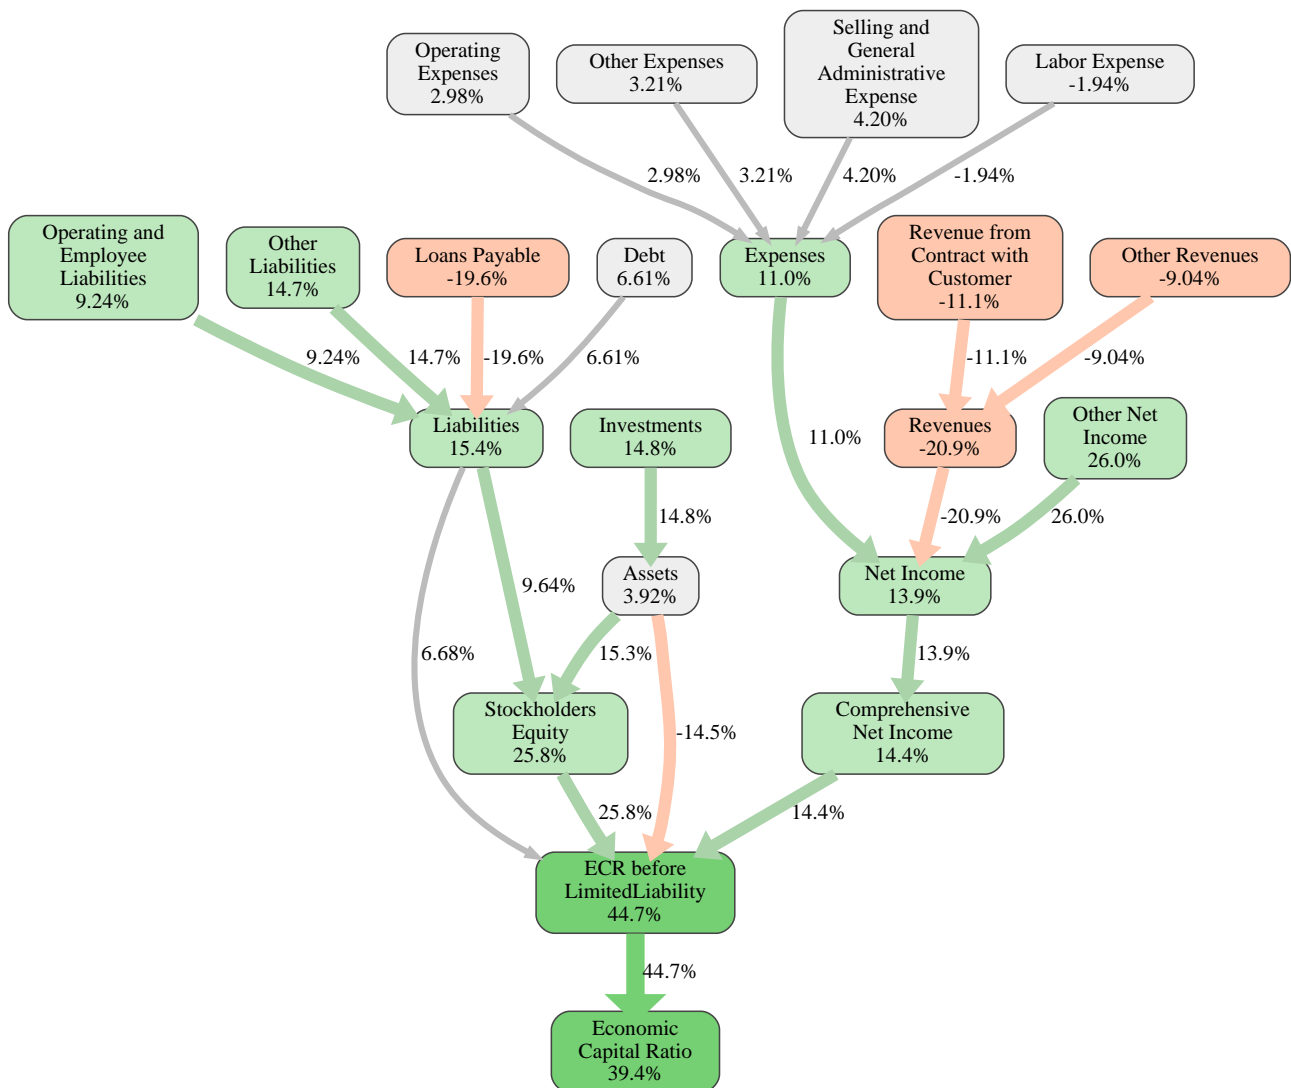 Operating
Expenses
2.98%
Other Expenses
3.21%
Selling and
General
Administrative
Expense
4.20%
Labor Expense
-1.94%
2.98%
3.21%
4.20%
-1.94%
Operating and
Employee
Liabilities
9.24%
Other
Liabilities
14.7%
Loans Payable
-19.6%
Debt
6.61%
Expenses
11.0%
Revenue from
Contract with
Customer
-11.1%
Other Revenues
-9.04%
9.24%
14.7%
-19.6%
6.61%
-11.1%
-9.04%
Liabilities
15.4%
Investments
14.8%
11.0%
Revenues
-20.9%
Other Net
Income
26.0%
14.8%
-20.9%
26.0%
9.64%
Assets
3.92%
Net Income
13.9%
6.68%
15.3%
13.9%
Stockholders
Equity
25.8%
-14.5%
Comprehensive
Net Income
14.4%
25.8%
14.4%
ECR before
LimitedLiability
44.7%
44.7%
Economic
Capital Ratio
39.4%